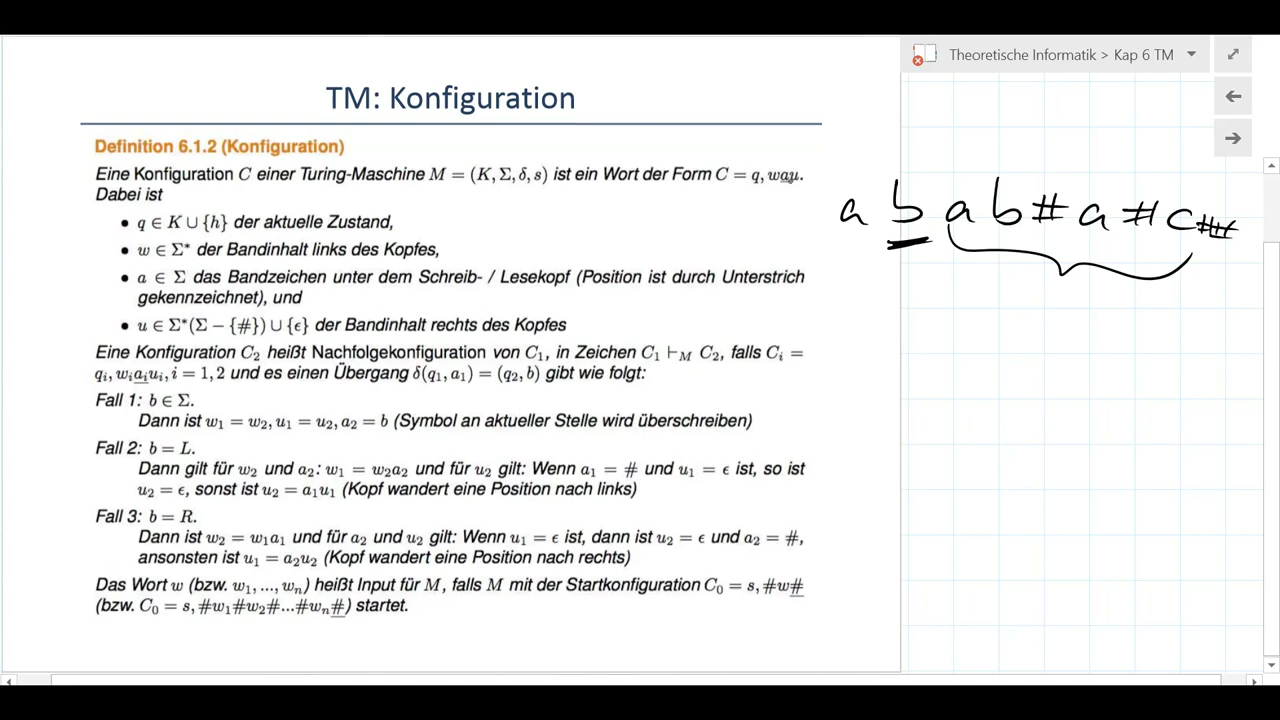 TM: Konfiguration
Definition 6.1.2 (Konfiguration)
Eine Konfiguration C einer Turing-Maschine M = (K, Σ, δ, s) ist ein Wort der Form C = q, wau.
Dabei ist
• q ∈ K ∪ {h} der aktuelle Zustand,
• w ∈ Σ* der Bandinhalt links des Kopfes,
• a ∈ Σ das Bandzeichen unter dem Schreib- / Lesekopf (Position ist durch Unterstrich
gekennzeichnet), und
• u ∈ Σ*(Σ − {#}) ∪ {ϵ} der Bandinhalt rechts des Kopfes
Eine Konfiguration C₂ heißt Nachfolgekonfiguration von C₁, in Zeichen C₁ ⊢M C₂, falls Cᵢ =
qᵢ, wᵢaᵢuᵢ, i = 1, 2 und es einen Übergang δ(q₁, a₁) = (q₂, b) gibt wie folgt:
Fall 1: b ∈ Σ.
Dann ist w₁ = w₂, u₁ = u₂, a₂ = b (Symbol an aktueller Stelle wird überschreiben)
Fall 2: b = L.
Dann gilt für w₂ und a₂: w₁ = w₂a₂ und für u₂ gilt: Wenn a₁ = # und u₁ = ϵ ist, so ist
u₂ = ϵ, sonst ist u₂ = a₁u₁ (Kopf wandert eine Position nach links)
Fall 3: b = R.
Dann ist w₂ = w₁a₁ und für a₂ und u₂ gilt: Wenn u₁ = ϵ ist, dann ist u₂ = ϵ und a₂ = #,
ansonsten ist u₁ = a₂u₂ (Kopf wandert eine Position nach rechts)
Das Wort w (bzw. w₁, ..., wₙ) heißt Input für M, falls M mit der Startkonfiguration C₀ = s, #w#
(bzw. C₀ = s, #w₁#w₂#...#wₙ#) startet.
Theoretische Informatik > Kap 6 TM
a b a b # a # c